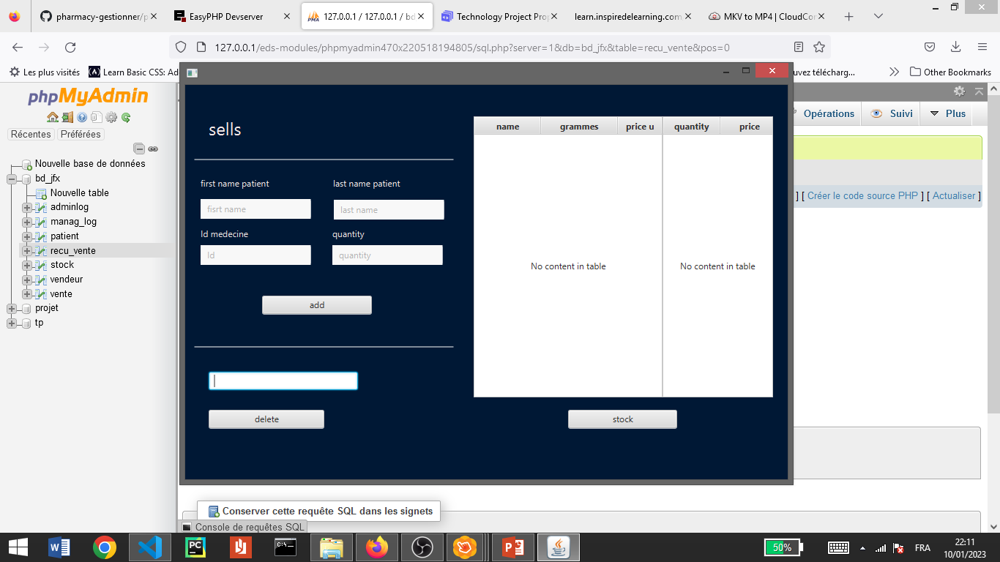 pharmacy-gestionner/p
EasyPHP Devserver
127.0.0.1 / 127.0.0.1 / bd
Technology Project Pro
learn.inspiredelearning.com
MKV to MP4 | CloudCon
127.0.0.1/eds-modules/phpmyadmin470x220518194805/sql.php?server=1&db=bd_jfx&table=recu_vente&pos=0
Les plus visités
Learn Basic CSS: Ad
uvez télécharg...
Other Bookmarks
phpMyAdmin
Récentes Préférées
Nouvelle base de données
bd_jfx
Nouvelle table
adminlog
manag_log
patient
recu_vente
stock
vendeur
vente
projet
tp
Opérations Suivi Plus
] [ Créer le code source PHP ] [ Actualiser ]
sells
first name patient last name patient
fisrt name last name
Id medecine quantity
Id quantity
add
delete
name grammes price u quantity price
No content in table No content in table
stock
Conserver cette requête SQL dans les signets
Console de requêtes SQL
50%
FRA
22:11
10/01/2023